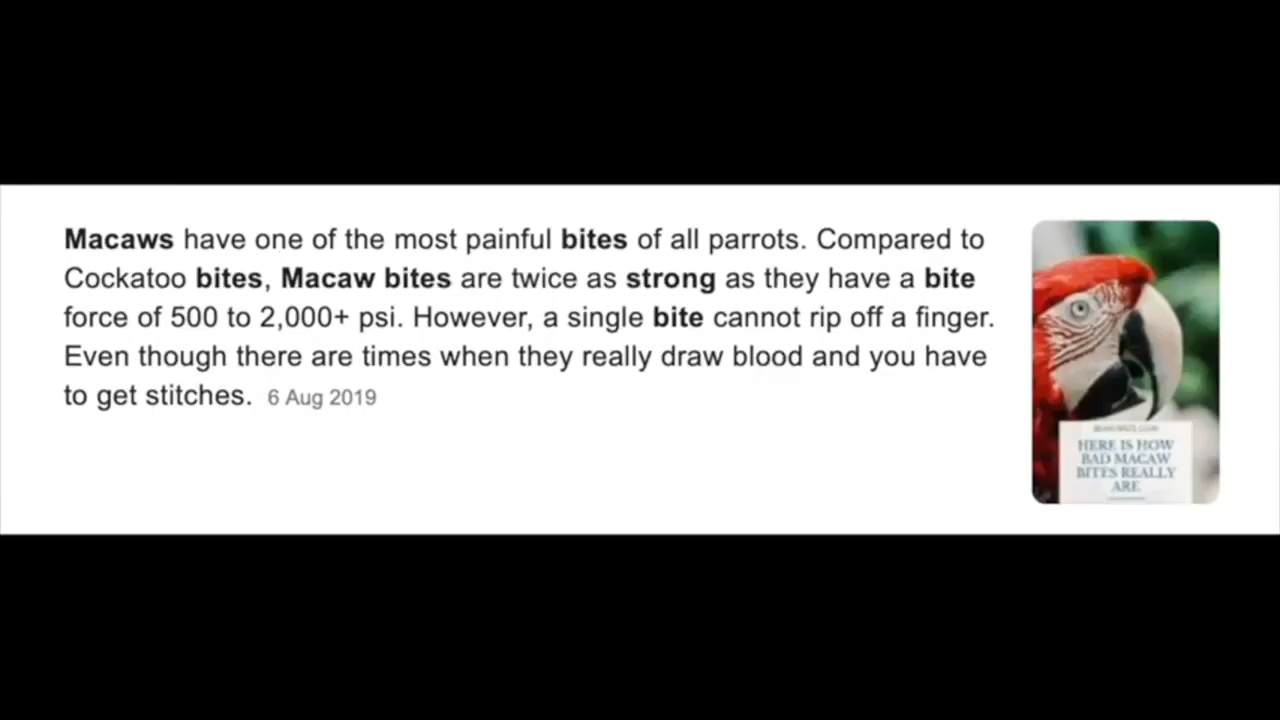 Macaws have one of the most painful bites of all parrots. Compared to
Cockatoo bites, Macaw bites are twice as strong as they have a bite
force of 500 to 2,000+ psi. However, a single bite cannot rip off a finger.
Even though there are times when they really draw blood and you have
to get stitches. 6 Aug 2019
HERE IS HOW
BAD MACAW
BITES REALLY
ARE